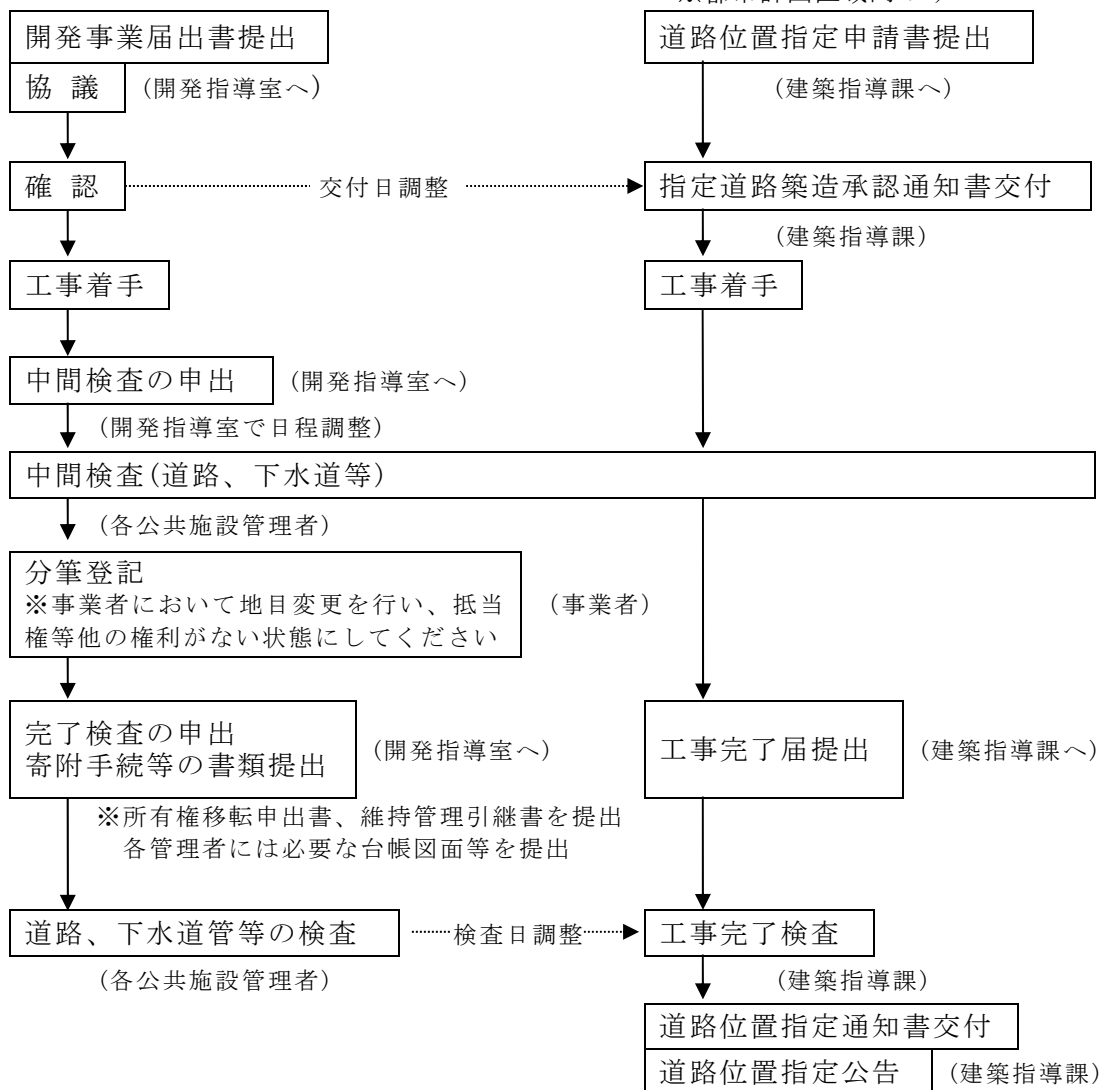 開発事業届出書提出
道路位置指定申請書提出
協 議 (開発指導室へ)
(建築指導課へ)
確 認
交付日調整
指定道路築造承認通知書交付
(建築指導課)
工事着手
工事着手
中間検査の申出 (開発指導室へ)
(開発指導室で日程調整)
中間検査(道路、下水道等)
(各公共施設管理者)
分筆登記
※事業者において地目変更を行い、抵当
権等他の権利がない状態にしてください
(事業者)
完了検査の申出
寄附手続等の書類提出
(開発指導室へ)
工事完了届提出
(建築指導課へ)
※所有権移転申出書、維持管理引継書を提出
各管理者には必要な台帳図面等を提出
道路、下水道管等の検査
検査日調整
工事完了検査
(各公共施設管理者)
(建築指導課)
道路位置指定通知書交付
道路位置指定公告 (建築指導課)